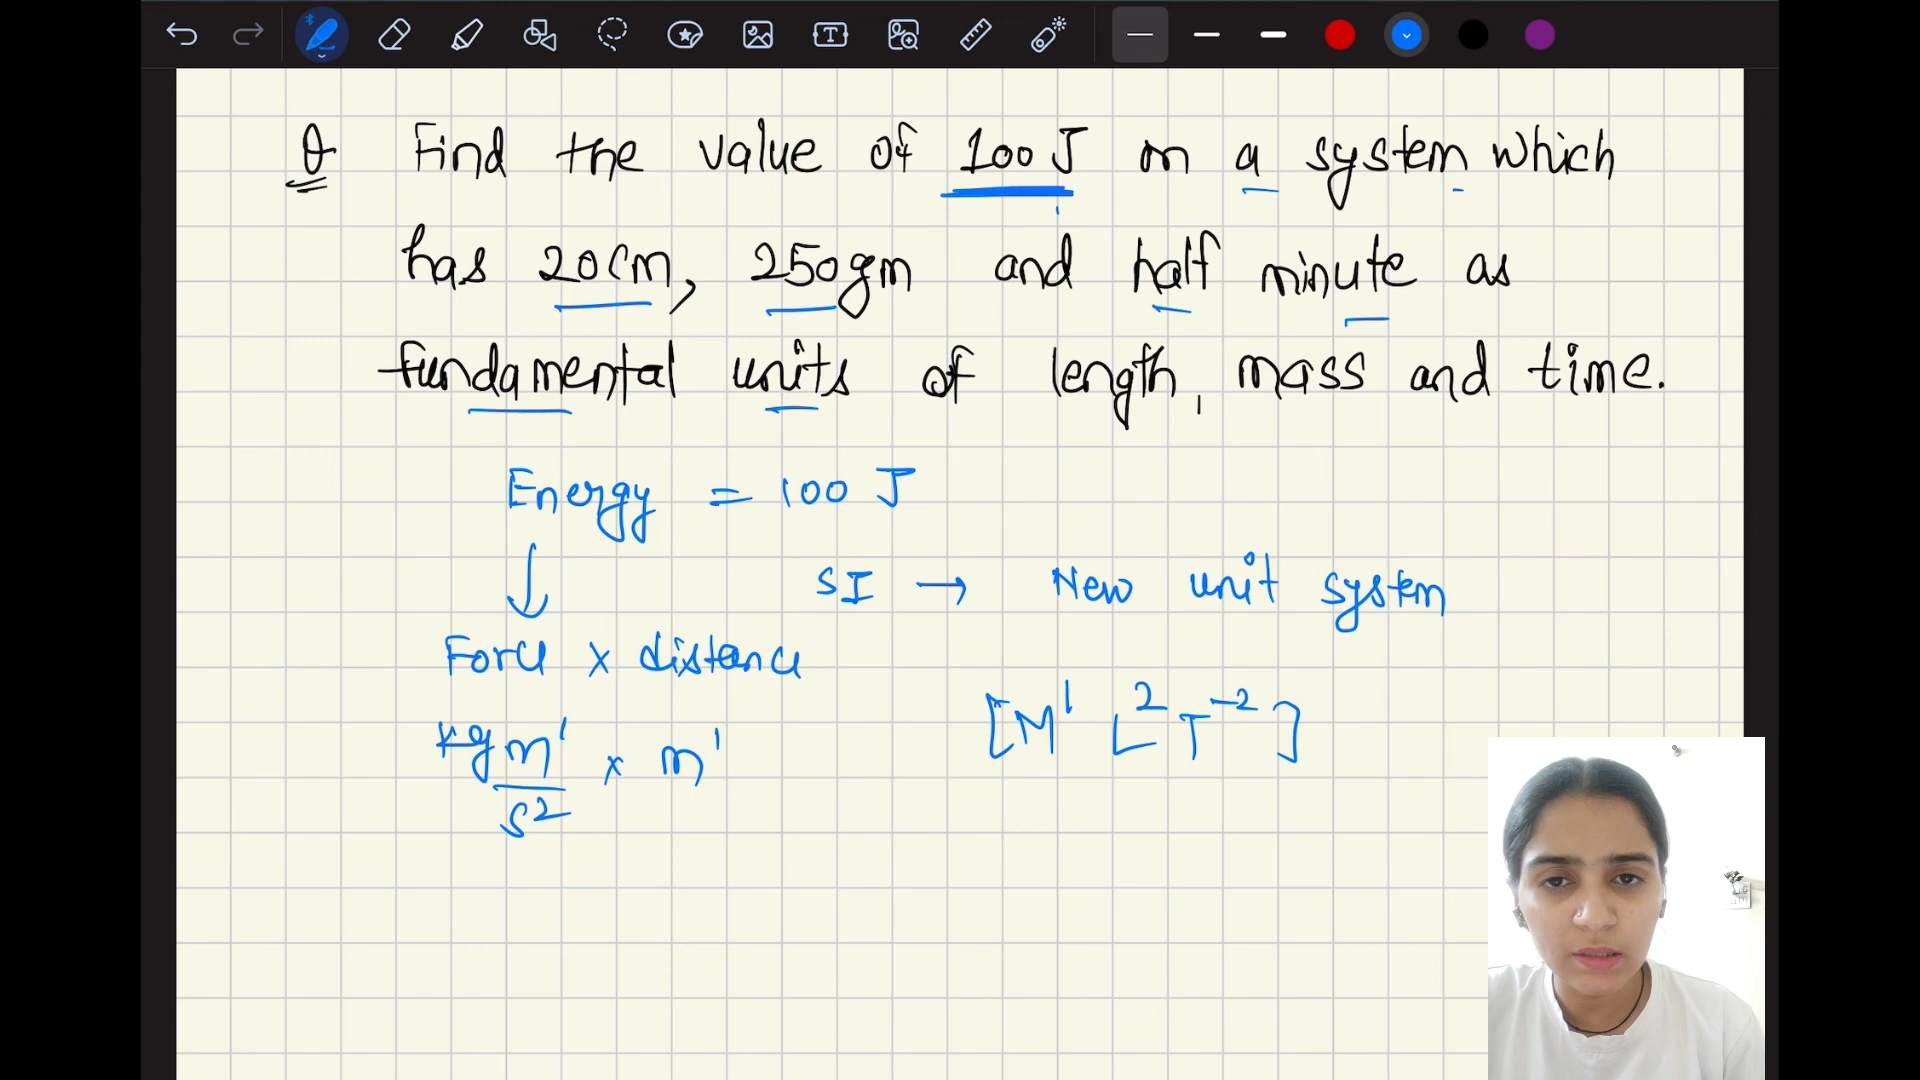 Q Find the value of 100 J on a system which
has 20cm, 250gm and half minute as
fundamental units of length, mass and time.
Energy = 100 J
SI → New unit system
Force × distance
[M¹ L² T⁻²]
kg m¹/s² × m¹